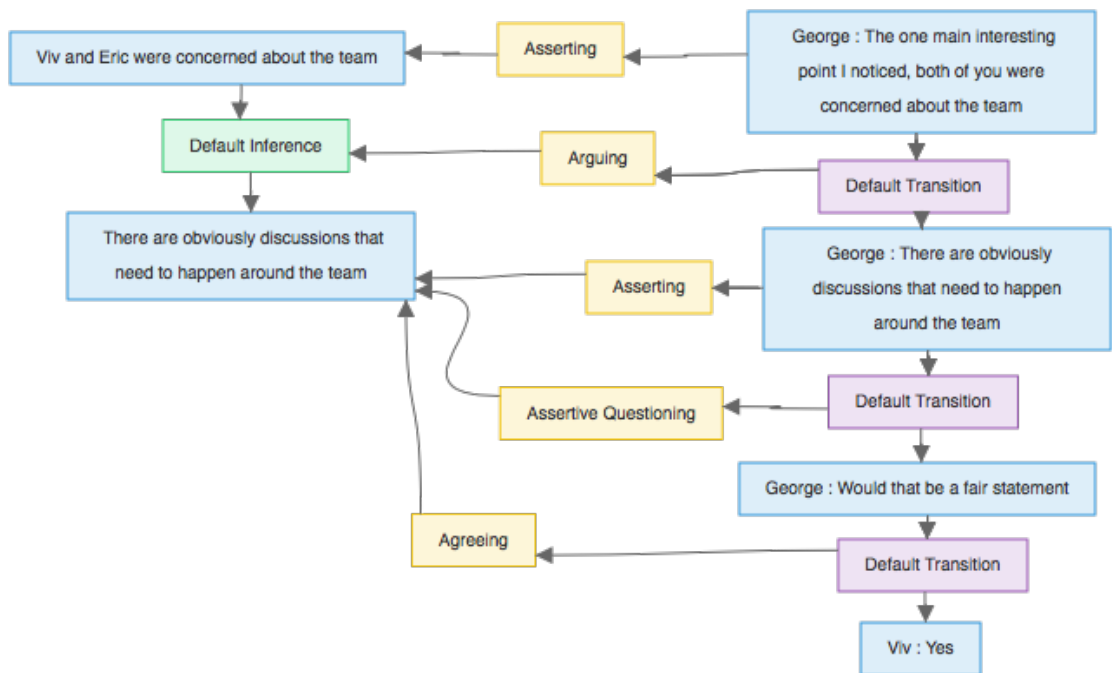 Viv and Eric were concerned about the team
Asserting
George : The one main interesting
point I noticed, both of you were
concerned about the team
Default Inference
Arguing
Default Transition
There are obviously discussions that
need to happen around the team
Asserting
George : There are obviously
discussions that need to happen
around the team
Assertive Questioning
Default Transition
George : Would that be a fair statement
Agreeing
Default Transition
Viv : Yes